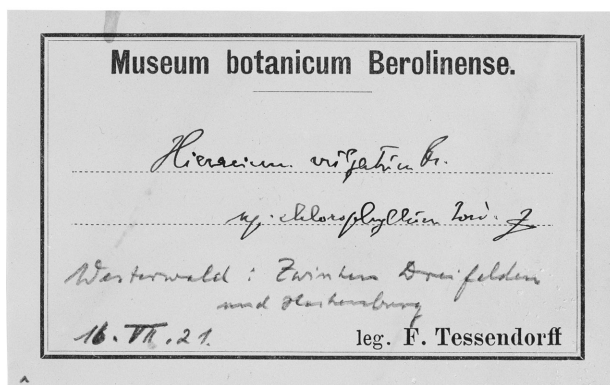 Museum botanicum Berolinense.
Hieracium vulgatum Fr.
ssp. chlorophyllum Jord. Z
Westerwald: Zwischen Dreifelden
und Hachenburg
16. VII. 21. leg. F. Tessendorff